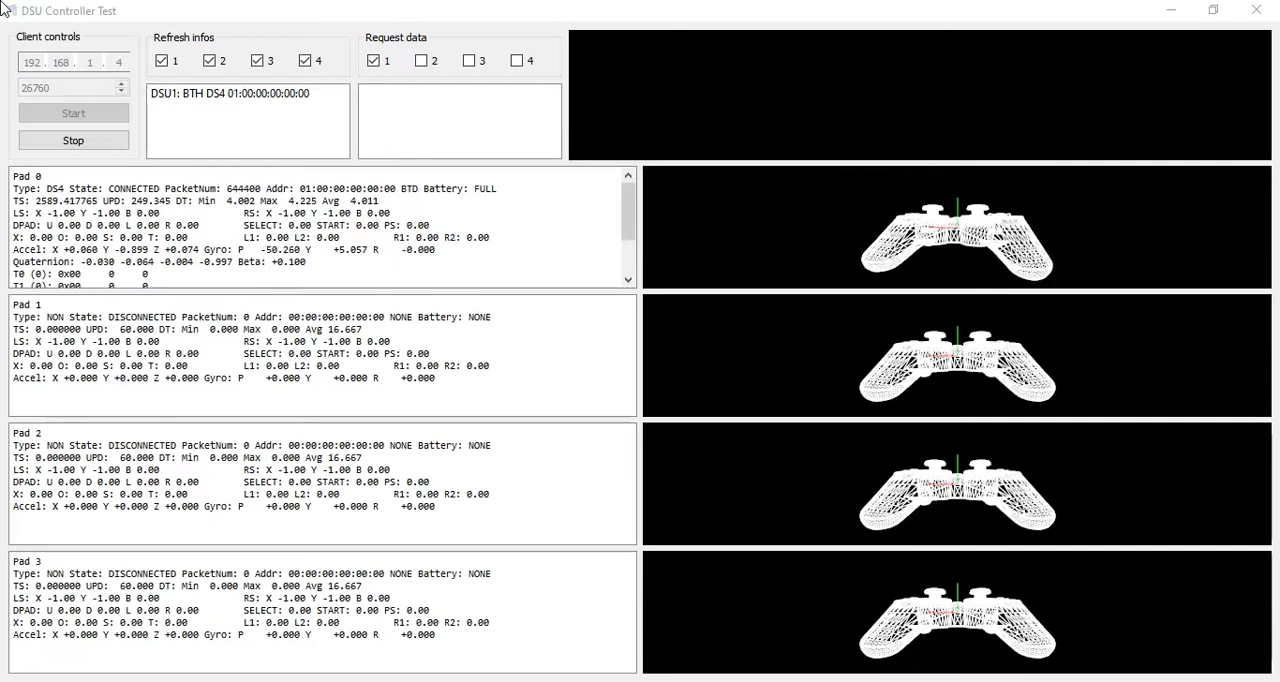 DSU Controller Test
Client controls
192 . 168 . 1 . 4
26760
Start
Stop
Refresh infos
1 2 3 4
DSU1: BTH DS4 01:00:00:00:00:00
Request data
1 2 3 4
Pad 0
Type: DS4 State: CONNECTED PacketNum: 644400 Addr: 01:00:00:00:00:00 BTD Battery: FULL
TS: 2589.417765 UPD: 249.345 DT: Min 4.002 Max 4.225 Avg 4.011
LS: X -1.00 Y -1.00 B 0.00 RS: X -1.00 Y -1.00 B 0.00
DPAD: U 0.00 D 0.00 L 0.00 R 0.00 SELECT: 0.00 START: 0.00 PS: 0.00
X: 0.00 O: 0.00 S: 0.00 T: 0.00 L1: 0.00 L2: 0.00 R1: 0.00 R2: 0.00
Accel: X +0.060 Y -0.899 Z +0.074 Gyro: P -50.260 Y +5.057 R -0.000
Quaternion: -0.030 -0.064 -0.004 -0.997 Beta: +0.100
T0 (0): 0x00 0 0
T1 (0): 0x00 0 0
Pad 1
Type: NON State: DISCONNECTED PacketNum: 0 Addr: 00:00:00:00:00:00 NONE Battery: NONE
TS: 0.000000 UPD: 60.000 DT: Min 0.000 Max 0.000 Avg 16.667
LS: X -1.00 Y -1.00 B 0.00 RS: X -1.00 Y -1.00 B 0.00
DPAD: U 0.00 D 0.00 L 0.00 R 0.00 SELECT: 0.00 START: 0.00 PS: 0.00
X: 0.00 O: 0.00 S: 0.00 T: 0.00 L1: 0.00 L2: 0.00 R1: 0.00 R2: 0.00
Accel: X +0.000 Y +0.000 Z +0.000 Gyro: P +0.000 Y +0.000 R +0.000
Pad 2
Type: NON State: DISCONNECTED PacketNum: 0 Addr: 00:00:00:00:00:00 NONE Battery: NONE
TS: 0.000000 UPD: 60.000 DT: Min 0.000 Max 0.000 Avg 16.667
LS: X -1.00 Y -1.00 B 0.00 RS: X -1.00 Y -1.00 B 0.00
DPAD: U 0.00 D 0.00 L 0.00 R 0.00 SELECT: 0.00 START: 0.00 PS: 0.00
X: 0.00 O: 0.00 S: 0.00 T: 0.00 L1: 0.00 L2: 0.00 R1: 0.00 R2: 0.00
Accel: X +0.000 Y +0.000 Z +0.000 Gyro: P +0.000 Y +0.000 R +0.000
Pad 3
Type: NON State: DISCONNECTED PacketNum: 0 Addr: 00:00:00:00:00:00 NONE Battery: NONE
TS: 0.000000 UPD: 60.000 DT: Min 0.000 Max 0.000 Avg 16.667
LS: X -1.00 Y -1.00 B 0.00 RS: X -1.00 Y -1.00 B 0.00
DPAD: U 0.00 D 0.00 L 0.00 R 0.00 SELECT: 0.00 START: 0.00 PS: 0.00
X: 0.00 O: 0.00 S: 0.00 T: 0.00 L1: 0.00 L2: 0.00 R1: 0.00 R2: 0.00
Accel: X +0.000 Y +0.000 Z +0.000 Gyro: P +0.000 Y +0.000 R +0.000